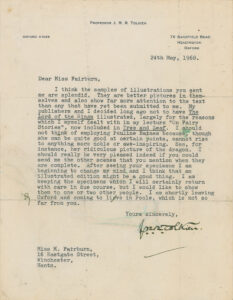 PROFESSOR J. R. R. TOLKIEN
OXFORD 61639
76 SANDFIELD ROAD
HEADINGTON
OXFORD
24th May, 1968.
Dear Miss Fairburn,
I think the samples of illustrations you sent
me are splendid. They are better pictures in them-
selves and also show far more attention to the text
than any that have yet been submitted to me. My
publishers and I decided long ago not to have The
Lord of the Rings illustrated, largely for the reasons
which I myself dealt with in my lecture 'On Fairy
Stories', now included in Tree and Leaf. I should
not think of employing Pauline Baynes because, though
she can be quite good at certain points, cannot rise
to anything more noble or awe-inspiring. See, for
instance, her ridiculous picture of the dragon. I
should really be very pleased indeed if you could
send me the other scenes that you mention when they
are complete. After seeing your specimens I am
beginning to change my mind, and I think that an
illustrated edition might be a good thing. I am
keeping the specimens which I will certainly return
with care in due course, but I should like to show
them to one or two other people. I am shortly leaving
Oxford and coming to live in Poole, which is not so
far from you.
Yours sincerely,
Miss M. Fairburn,
16 Eastgate Street,
Winchester,
Hants.